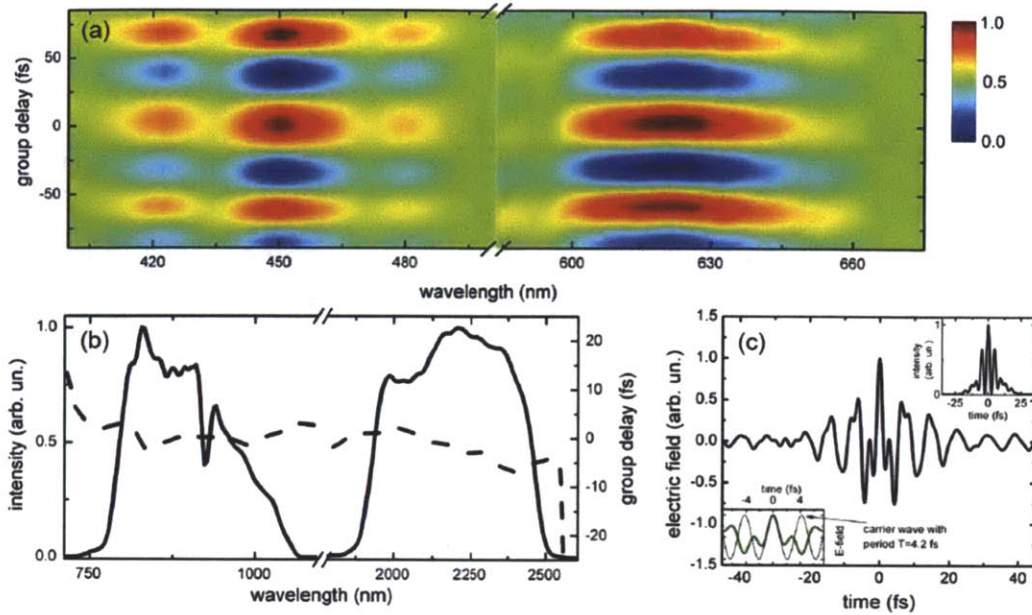 (a)
group delay (fs)
50
0
-50
420
450
480
600
630
660
wavelength (nm)
1.0
0.5
0.0
(b)
intensity (arb. un.)
1.0
0.5
0.0
750
1000
2000
2250
2500
wavelength (nm)
20
10
0
-10
-20
group delay (fs)
(c)
electric field (arb. un.)
1.5
1.0
0.5
0.0
-0.5
-1.0
-1.5
-40
-20
0
20
40
time (fs)
intensity
(arb. un.)
1
0
-25
0
25
time (fs)
time (fs)
-4
0
4
E-field
carrier wave with
period T=4.2 fs